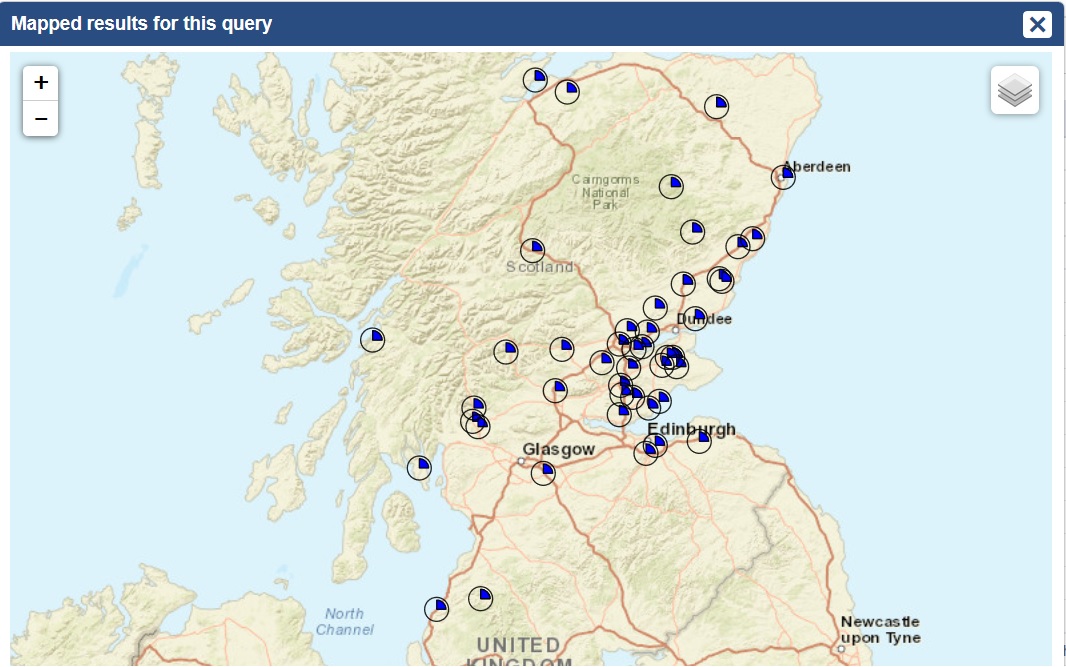 Mapped results for this query
+
−
Aberdeen
Cairngorms
National
Park
Scotland
Dundee
Edinburgh
Glasgow
North
Channel
Newcastle
upon Tyne
UNITED
KINGDOM